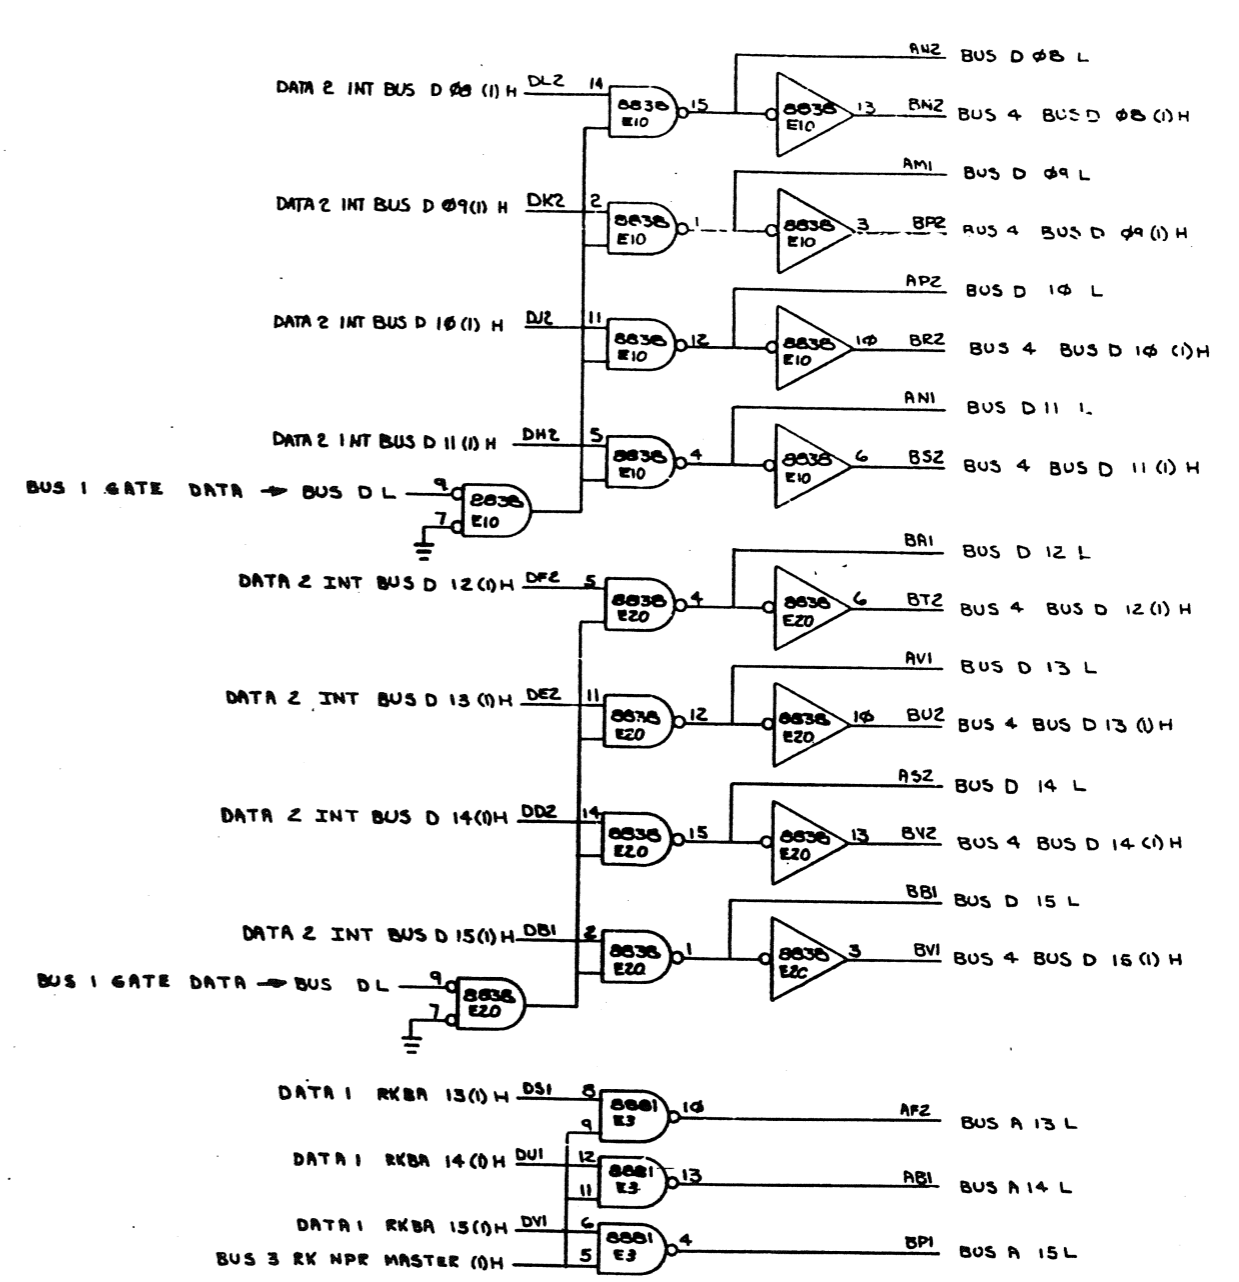 AN2 BUS D Ø8 L
DATA 2 INT BUS D Ø8 (1) H DL2 14 8838 E10 15 8838 E10 13 BN2 BUS 4 BUS D Ø8 (1) H
AM1 BUS D Ø9 L
DATA 2 INT BUS D Ø9(1) H DK2 2 8838 E10 1 8838 E10 3 BP2 BUS 4 BUS D Ø9 (1) H
AP2 BUS D 1Ø L
DATA 2 INT BUS D 1Ø (1) H DJ2 11 8838 E10 12 8838 E10 1Ø BR2 BUS 4 BUS D 1Ø (1) H
AN1 BUS D 11 L
DATA 2 INT BUS D 11 (1) H DH2 5 8838 E10 4 8838 E10 6 BS2 BUS 4 BUS D 11 (1) H
BUS 1 GATE DATA → BUS D L 9 8838 E10
7
BA1 BUS D 12 L
DATA 2 INT BUS D 12 (1) H DF2 5 8838 E20 4 8838 E20 6 BT2 BUS 4 BUS D 12 (1) H
AV1 BUS D 13 L
DATA 2 INT BUS D 13 (1) H DE2 11 8838 E20 12 8838 E20 1Ø BU2 BUS 4 BUS D 13 (1) H
AS2 BUS D 14 L
DATA 2 INT BUS D 14(1)H DD2 14 8838 E20 15 8838 E20 13 BV2 BUS 4 BUS D 14 (1) H
BB1 BUS D 15 L
DATA 2 INT BUS D 15(1)H DB1 2 8838 E20 1 8838 E20 3 BV1 BUS 4 BUS D 15 (1) H
BUS 1 GATE DATA → BUS D L 9 8838 E20
7
DATA 1 RKBA 13(1) H DS1 8 8881 E3 1Ø AF2 BUS A 13 L
9
DATA 1 RKBA 14(1)H DU1 12 8881 E3 13 AB1 BUS A 14 L
11
DATA 1 RKBA 15(1)H DV1 6 8881 E3 4 BP1 BUS A 15 L
BUS 3 RK NPR MASTER (1)H 5